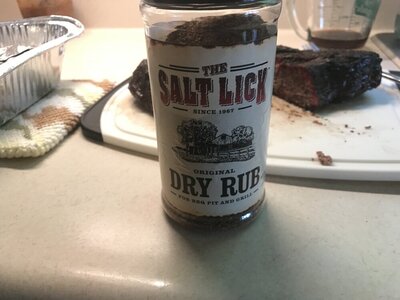 THE
SALT LICK
SINCE 1967
ORIGINAL
DRY RUB
FOR BBQ PIT AND GRILL